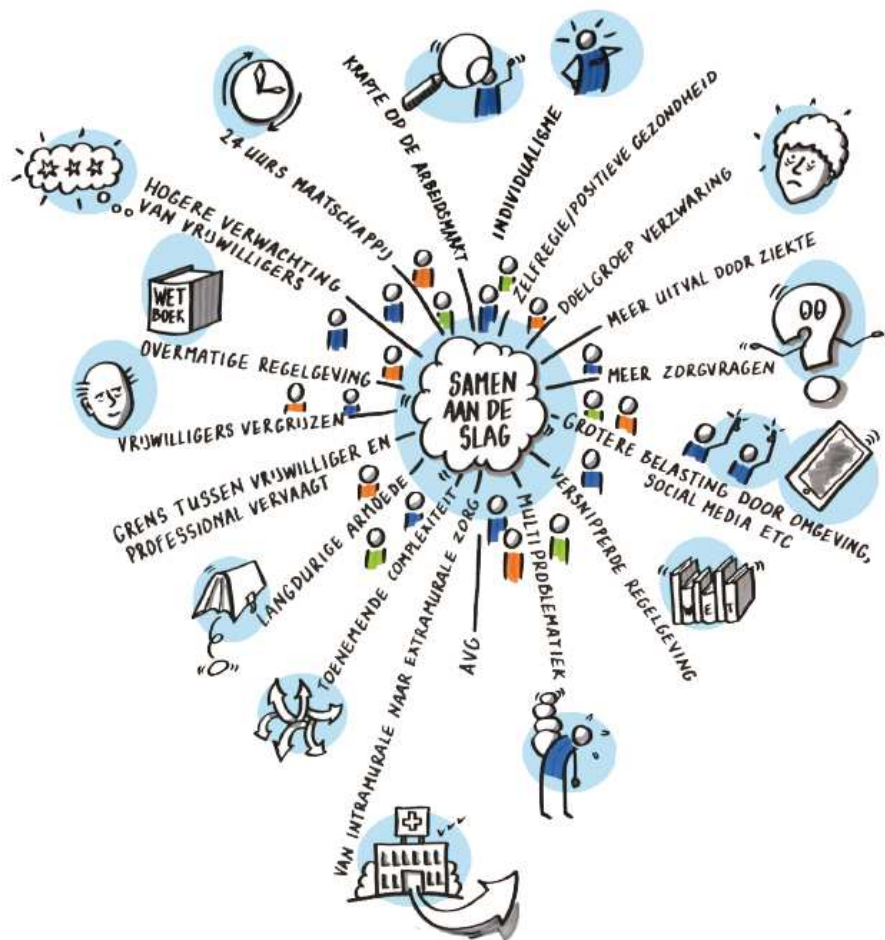 SAMEN
AAN DE
SLAG
KRAPTE OP DE ARBEIDSMARKT
INDIVIDUALISME
ZELFREGIE/POSITIEVE GEZONDHEID
DOELGROEP VERZWARING
MEER UITVAL DOOR ZIEKTE
MEER ZORGVRAGEN
GROTERE BELASTING DOOR OMGEVING,
SOCIAL MEDIA ETC
VERSNIPPERDE REGELGEVING
WET
MULTIPROBLEMATIEK
AVG
VAN INTRAMURALE NAAR EXTRAMURALE ZORG
TOENEMENDE COMPLEXITEIT
LANGDURIGE ARMOEDE
GRENS TUSSEN VRIJWILLIGER EN
PROFESSIONAL VERVAAGT
VRIJWILLIGERS VERGRIJZEN
OVERMATIGE REGELGEVING
WET
BOEK
HOGERE VERWACHTING
VAN VRIJWILLIGERS
24 UURS MAATSCHAPPIJ